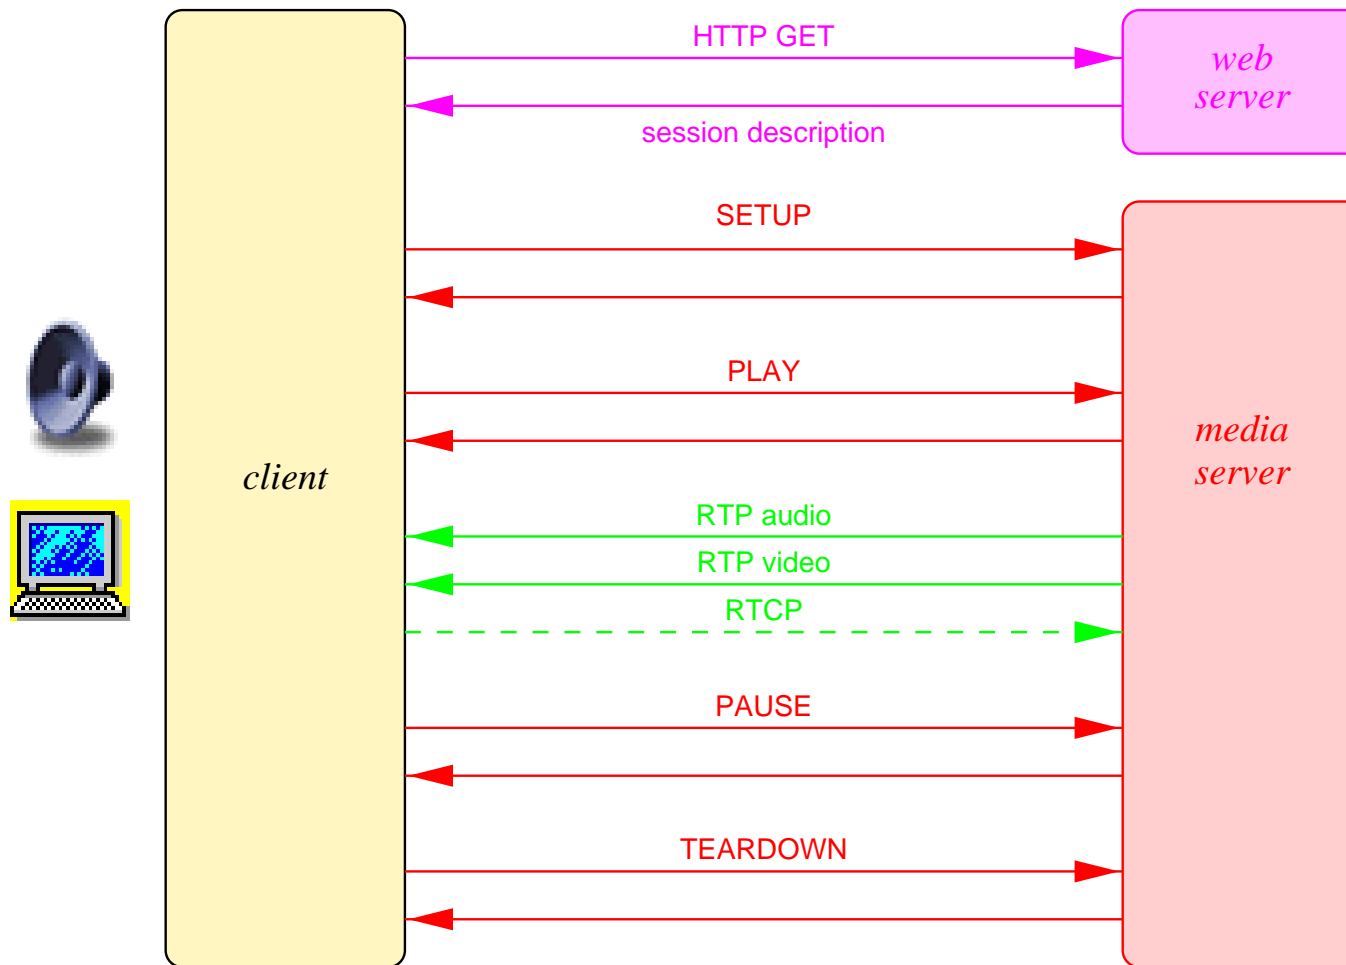 HTTP GET
web
server
session description
SETUP
PLAY
media
server
client
RTP audio
RTP video
RTCP
PAUSE
TEARDOWN